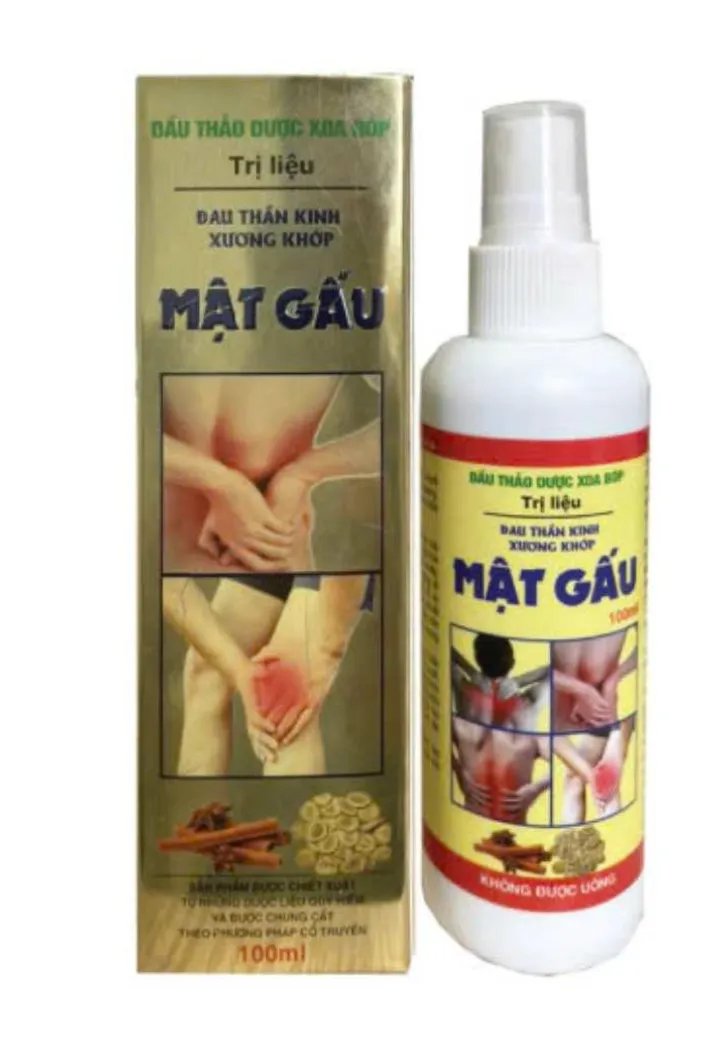 DẦU THẢO DƯỢC XOA BÓP
Trị liệu
ĐAU THẦN KINH
XƯƠNG KHỚP
MẬT GẤU
SẢN PHẨM ĐƯỢC CHIẾT XUẤT
TỪ NHỮNG DƯỢC LIỆU QUÝ HIẾM
VÀ ĐƯỢC CHƯNG CẤT
THEO PHƯƠNG PHÁP CỔ TRUYỀN
100ml
DẦU THẢO DƯỢC XOA BÓP
Trị liệu
ĐAU THẦN KINH
XƯƠNG KHỚP
MẬT GẤU
100ml
KHÔNG ĐƯỢC UỐNG